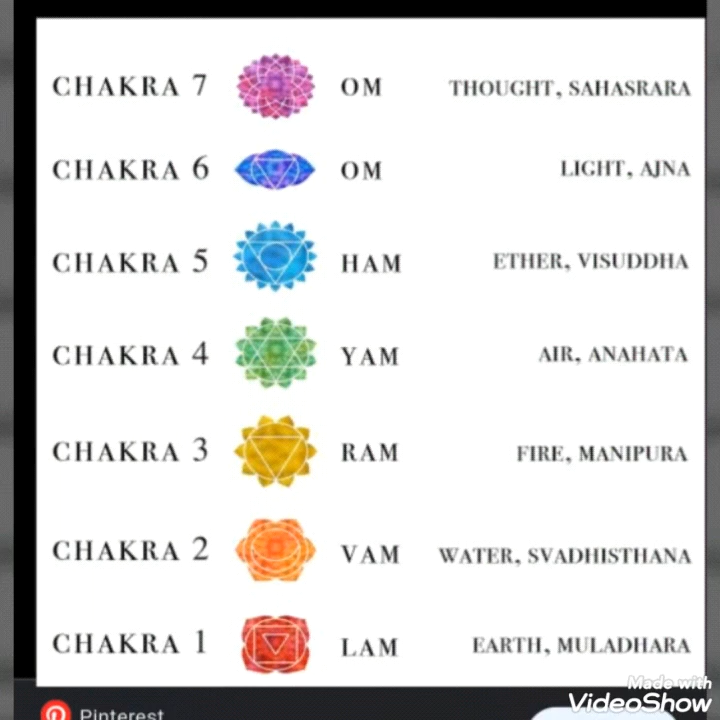 CHAKRA 7 OM THOUGHT, SAHASRARA
CHAKRA 6 OM LIGHT, AJNA
CHAKRA 5 HAM ETHER, VISUDDHA
CHAKRA 4 YAM AIR, ANAHATA
CHAKRA 3 RAM FIRE, MANIPURA
CHAKRA 2 VAM WATER, SVADHISTHANA
CHAKRA 1 LAM EARTH, MULADHARA
Made with
VideoShow
Pinterest